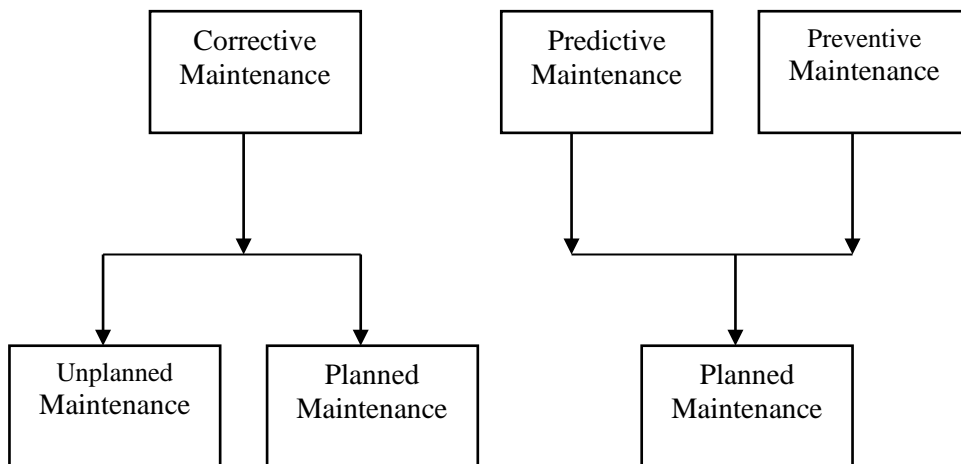 Corrective
Maintenance
Predictive
Maintenance
Preventive
Maintenance
Unplanned
Maintenance
Planned
Maintenance
Planned
Maintenance